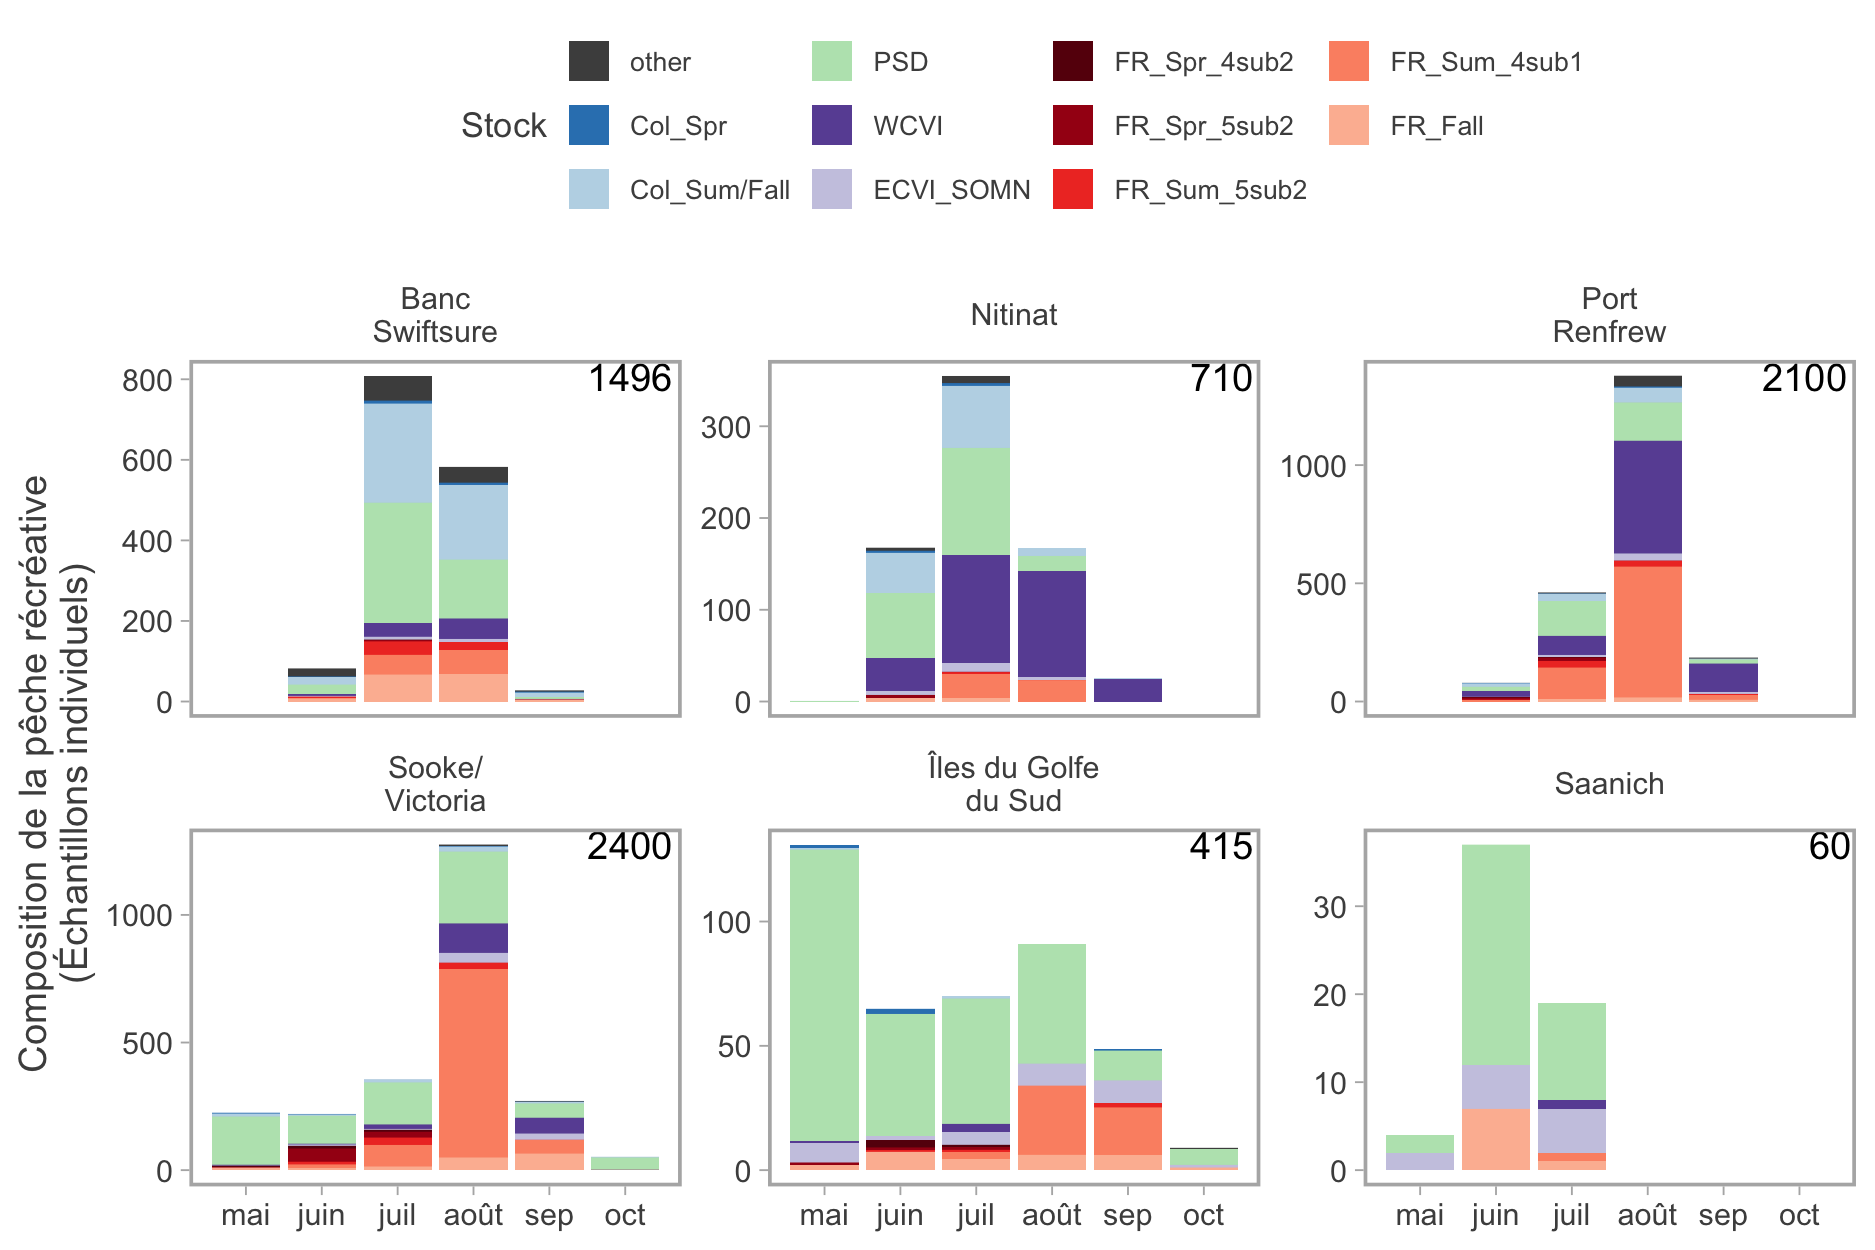 Stock
other
PSD
FR_Spr_4sub2
FR_Sum_4sub1
Col_Spr
WCVI
FR_Spr_5sub2
FR_Fall
Col_Sum/Fall
ECVI_SOMN
FR_Sum_5sub2
Composition de la pêche récréative
(Échantillons individuels)
Banc
Swiftsure
1496
800
600
400
200
0
Nitinat
710
300
200
100
0
Port
Renfrew
2100
1000
500
0
Sooke/
Victoria
2400
1000
500
0
mai juin juil août sep oct
Îles du Golfe
du Sud
415
100
50
0
mai juin juil août sep oct
Saanich
60
30
20
10
0
mai juin juil août sep oct